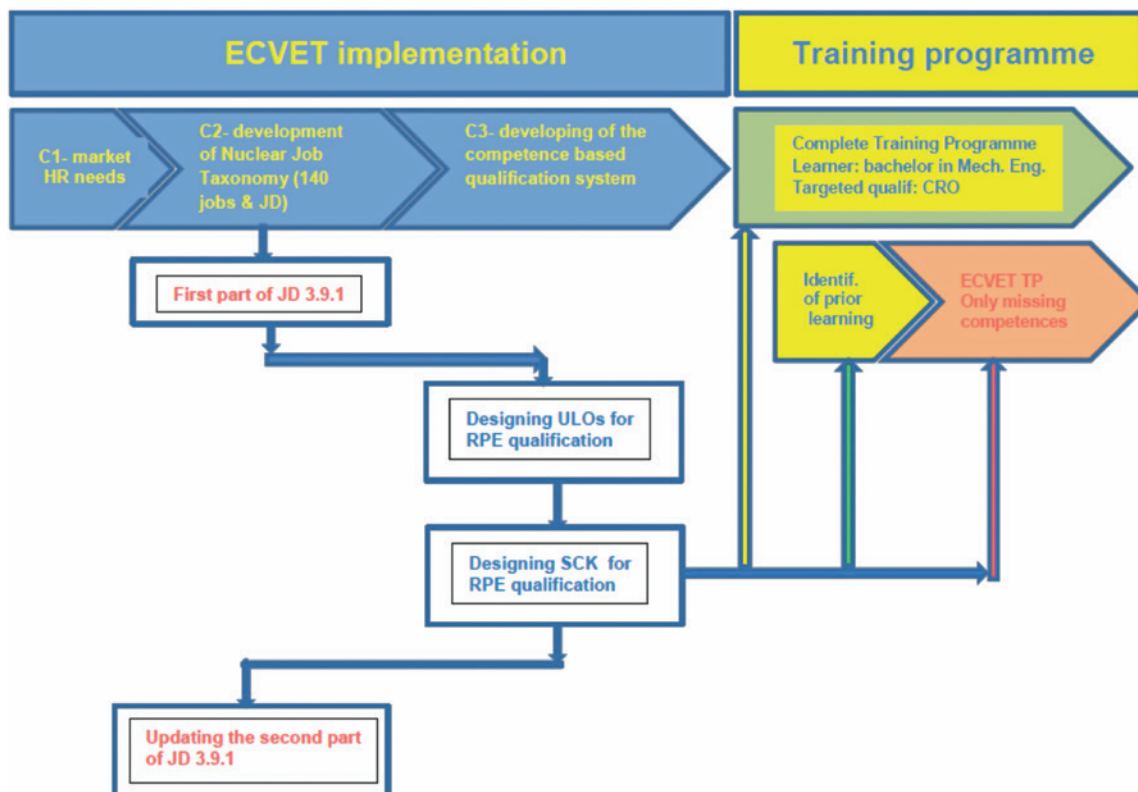 ECVET implementation
Training programme
C1- market
HR needs
C2- development
of Nuclear Job
Taxonomy (140
jobs & JD)
C3- developing of the
competence based
qualification system
Complete Training Programme
Learner: bachelor in Mech. Eng.
Targeted qualif: CRO
First part of JD 3.9.1
Identif.
of prior
learning
ECVET TP
Only missing
competences
Designing ULOs for
RPE qualification
Designing SCK for
RPE qualification
Updating the second part
of JD 3.9.1